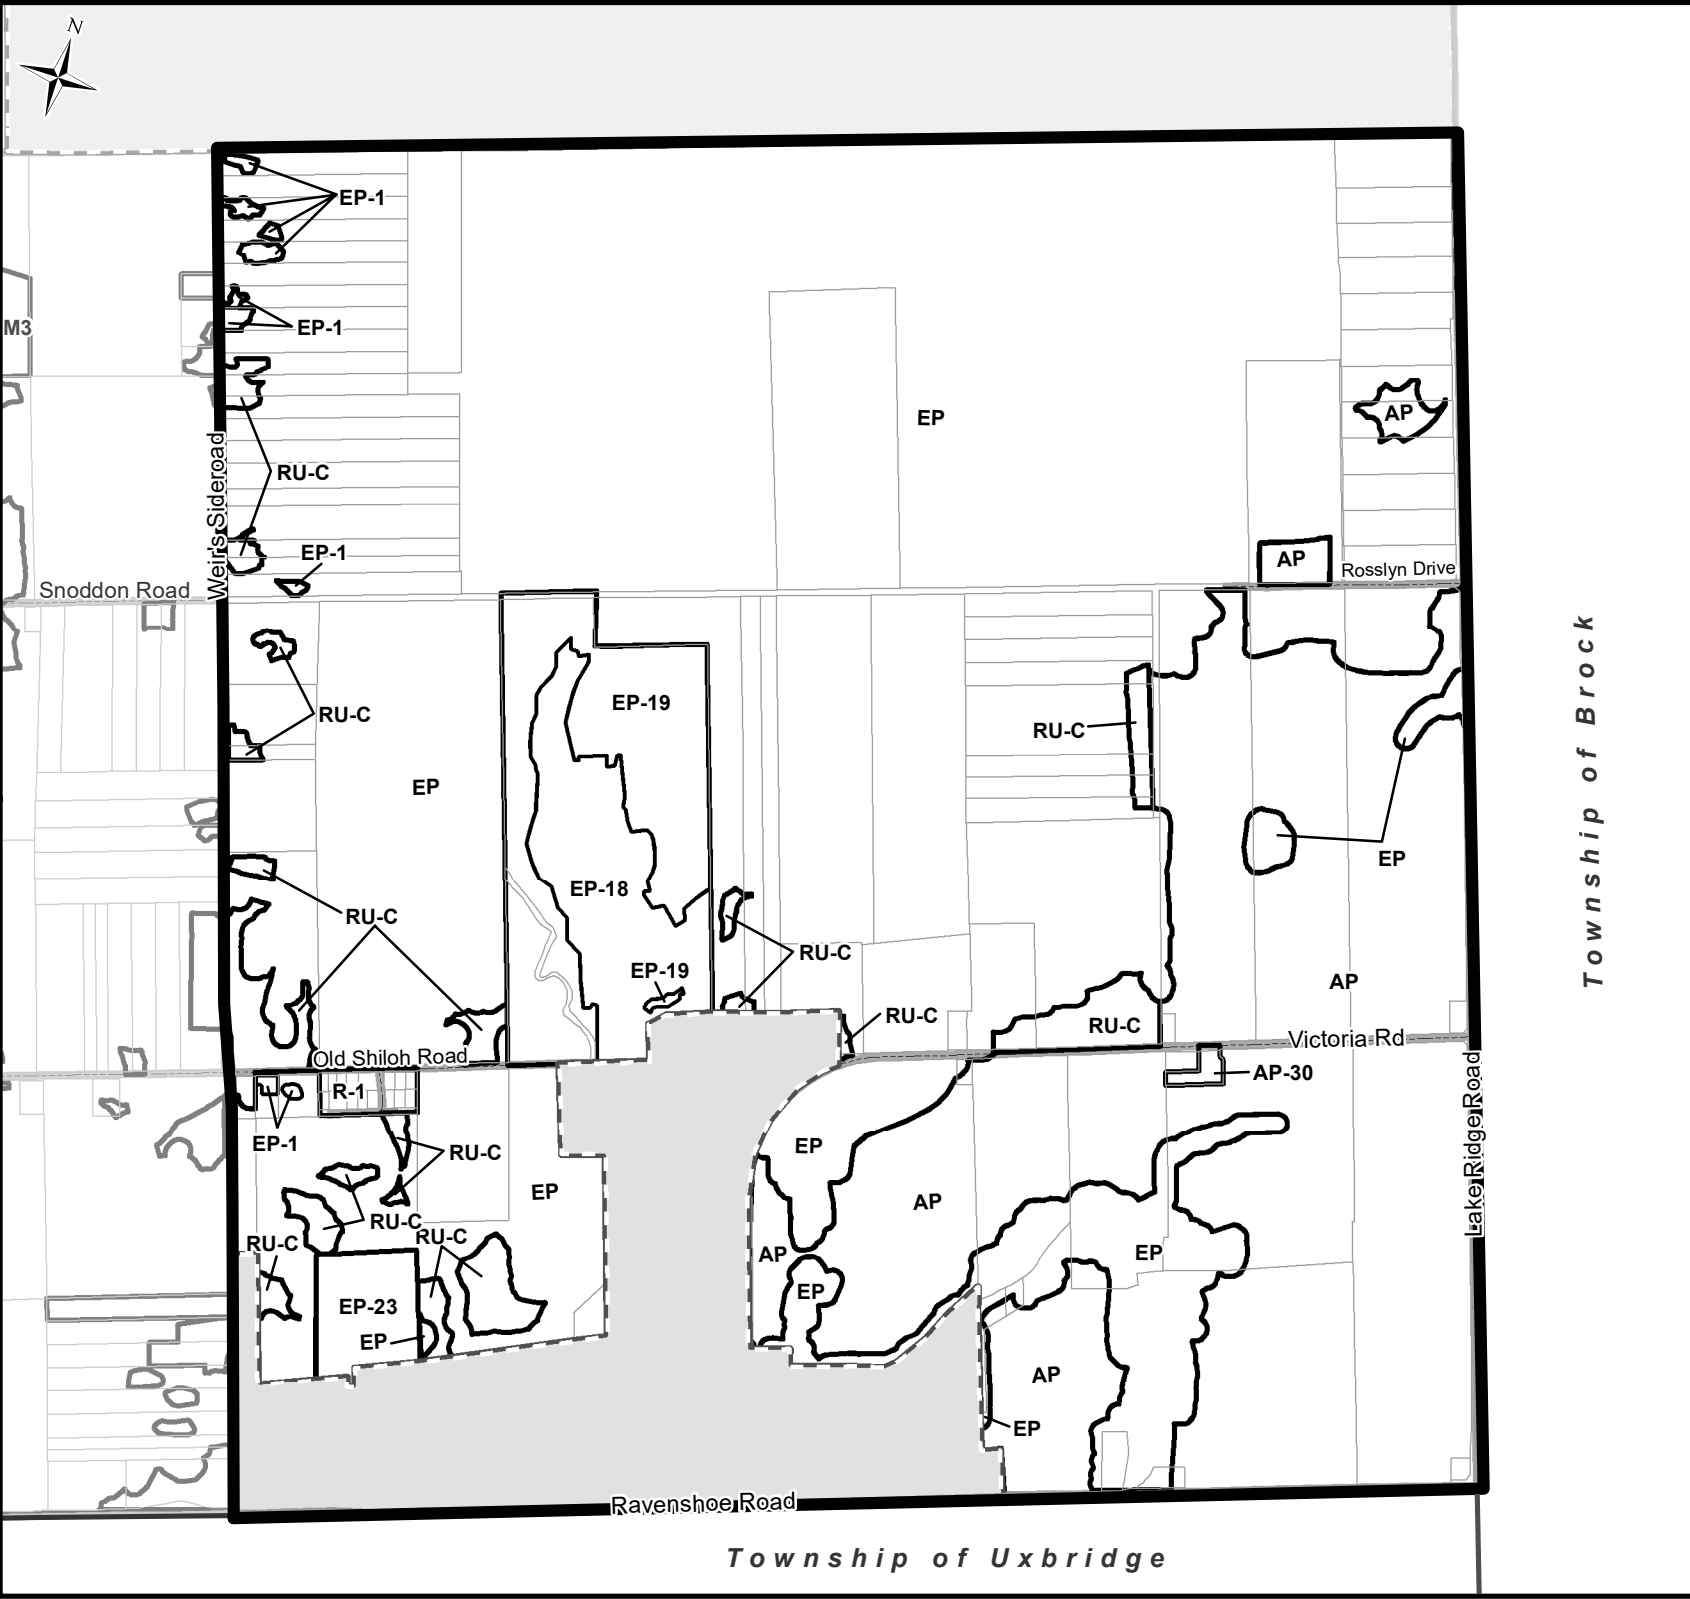 N
EP-1
M3
EP-1
EP
AP
Weir's Sideroad
RU-C
EP-1
AP
Rosslyn Drive
Snoddon Road
Township of Brock
EP-19
RU-C
RU-C
EP
EP
EP-18
RU-C
RU-C
EP-19
AP
RU-C
RU-C
Victoria Rd
Old Shiloh Road
AP-30
R-1
Lake Ridge Road
EP-1
EP
RU-C
EP
AP
RU-C
RU-C
RU-C
AP
EP
EP
EP-23
EP
AP
EP
Ravenshoe Road
Township of Uxbridge